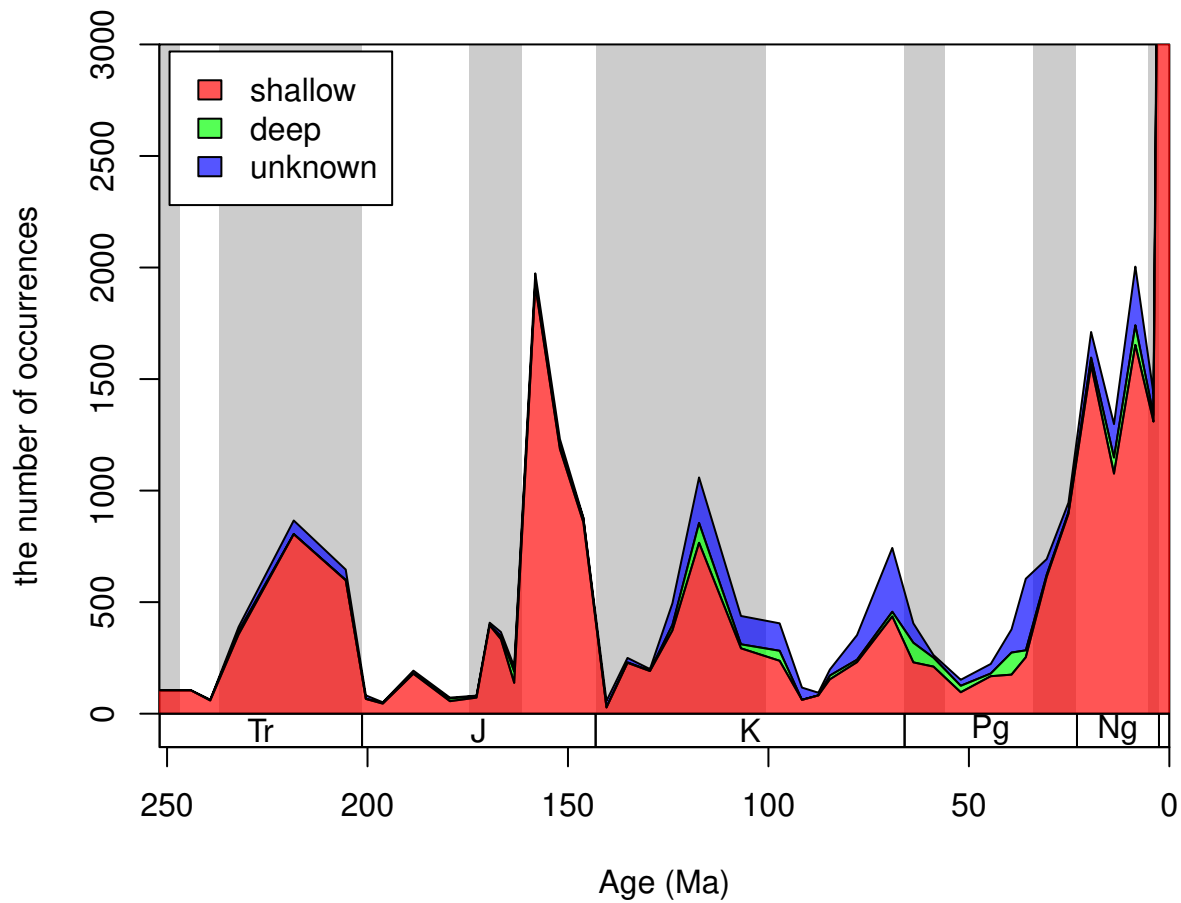 the number of occurrences
3000
2500
2000
1500
1000
500
0
shallow
deep
unknown
Tr J K Pg Ng
250 200 150 100 50 0
Age (Ma)